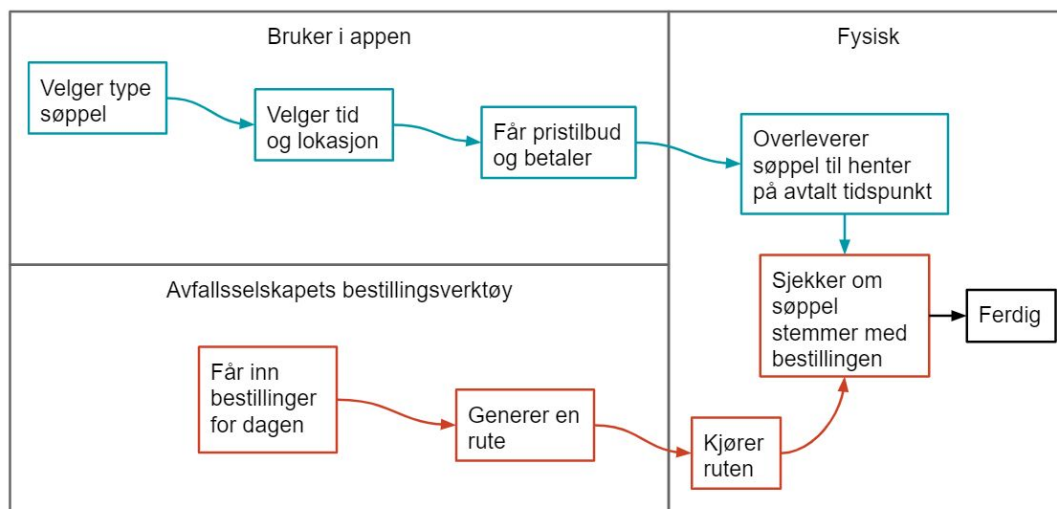 Bruker i appen
Velger type
søppel
Velger tid
og lokasjon
Får pristilbud
og betaler
Fysisk
Overleverer
søppel til henter
på avtalt tidspunkt
Sjekker om
søppel
stemmer med
bestillingen
Ferdig
Avfallsselskapets bestillingsverktøy
Får inn
bestillinger
for dagen
Generer en
rute
Kjører
ruten